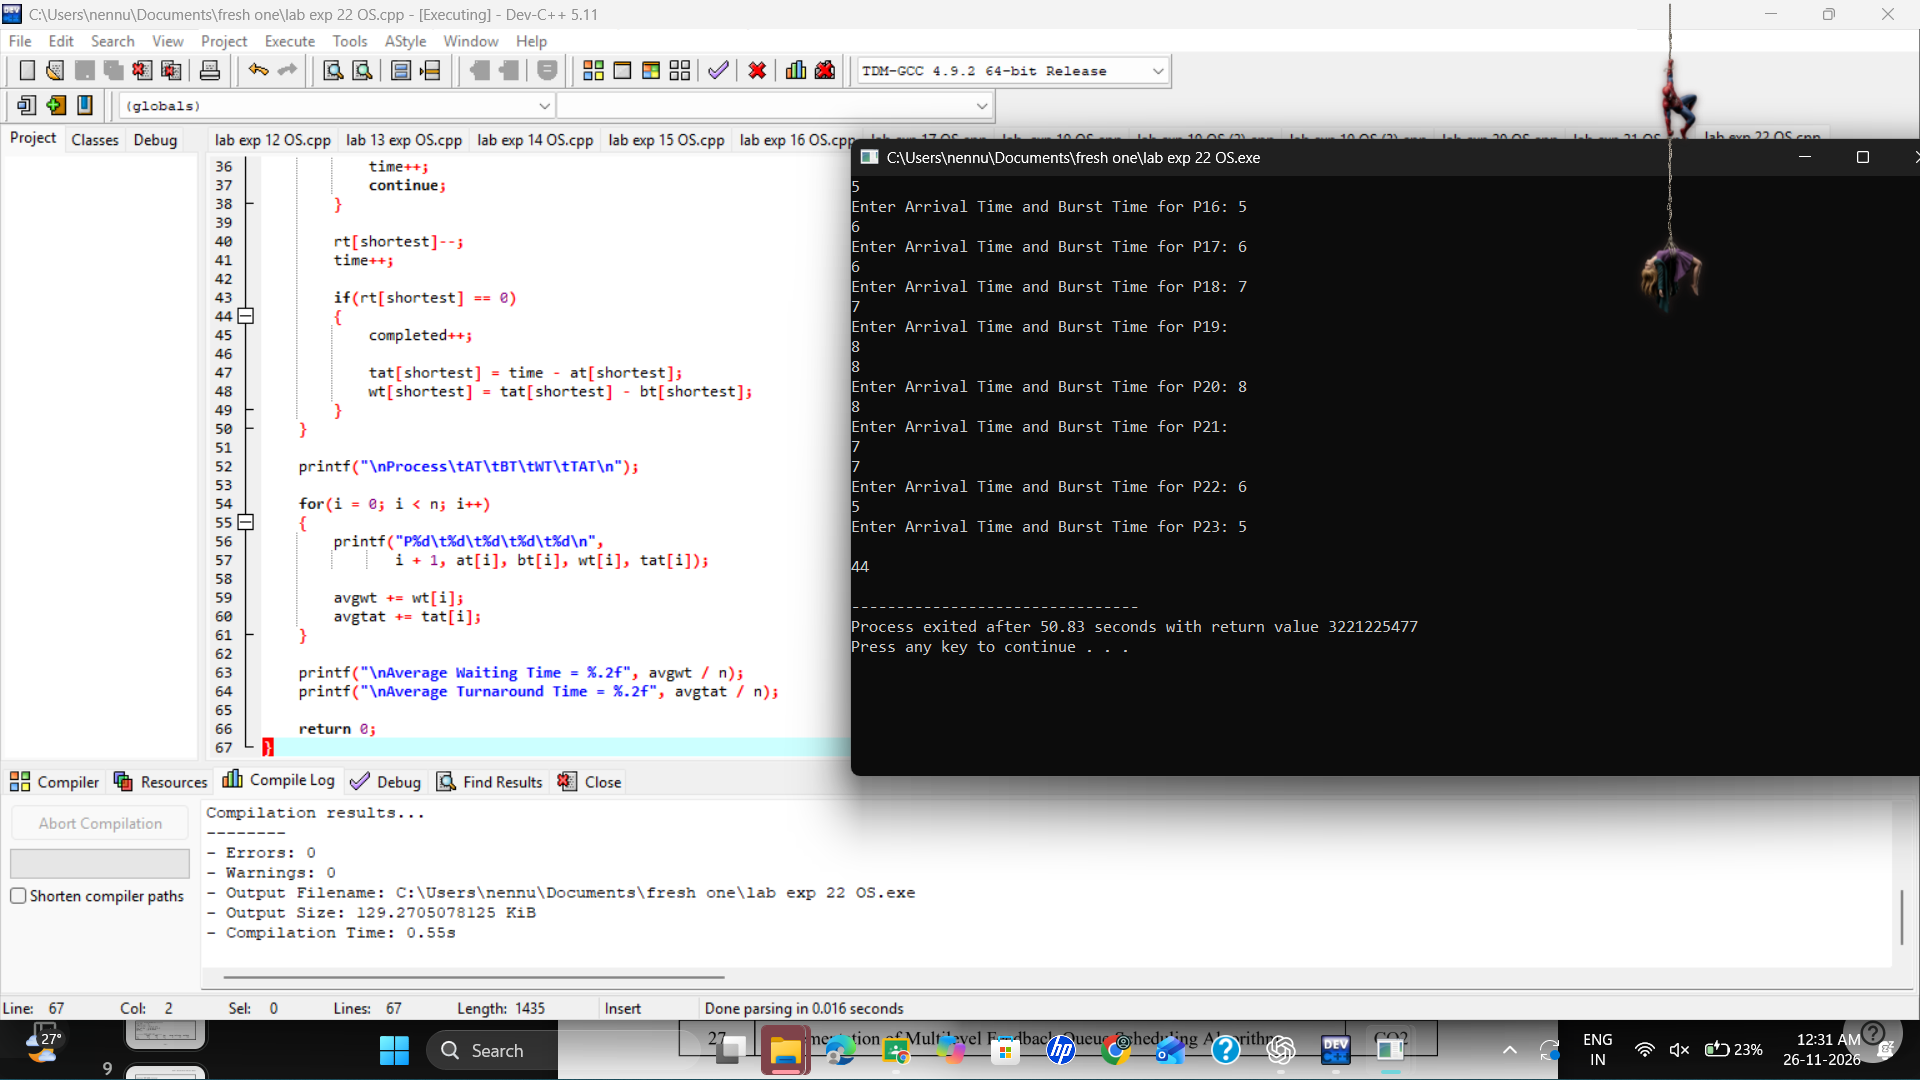 C:\Users\nennu\Documents\fresh one\lab exp 22 OS.cpp - [Executing] - Dev-C++ 5.11
File Edit Search View Project Execute Tools AStyle Window Help
TDM-GCC 4.9.2 64-bit Release
(globals)
Project Classes Debug
lab exp 12 OS.cpp lab 13 exp OS.cpp lab exp 14 OS.cpp lab exp 15 OS.cpp lab exp 16 OS.cpp
36 time++;
37 continue;
38 }
39
40 rt[shortest]--;
41 time++;
42
43 if(rt[shortest] == 0)
44 {
45 completed++;
46
47 tat[shortest] = time - at[shortest];
48 wt[shortest] = tat[shortest] - bt[shortest];
49 }
50 }
51
52 printf("\nProcess\tAT\tBT\tWT\tTAT\n");
53
54 for(i = 0; i < n; i++)
55 {
56 printf("P%d\t%d\t%d\t%d\t%d\n",
57 i + 1, at[i], bt[i], wt[i], tat[i]);
58
59 avgwt += wt[i];
60 avgtat += tat[i];
61 }
62
63 printf("\nAverage Waiting Time = %.2f", avgwt / n);
64 printf("\nAverage Turnaround Time = %.2f", avgtat / n);
65
66 return 0;
67 }
C:\Users\nennu\Documents\fresh one\lab exp 22 OS.exe
5
Enter Arrival Time and Burst Time for P16: 5
6
Enter Arrival Time and Burst Time for P17: 6
6
Enter Arrival Time and Burst Time for P18: 7
7
Enter Arrival Time and Burst Time for P19:
8
8
Enter Arrival Time and Burst Time for P20: 8
8
Enter Arrival Time and Burst Time for P21:
7
7
Enter Arrival Time and Burst Time for P22: 6
5
Enter Arrival Time and Burst Time for P23: 5
44
--------------------------------
Process exited after 50.83 seconds with return value 3221225477
Press any key to continue . . .
Compiler Resources Compile Log Debug Find Results Close
Abort Compilation
Shorten compiler paths
Compilation results...
--------
- Errors: 0
- Warnings: 0
- Output Filename: C:\Users\nennu\Documents\fresh one\lab exp 22 OS.exe
- Output Size: 129.2705078125 KiB
- Compilation Time: 0.55s
Line: 67 Col: 2 Sel: 0 Lines: 67 Length: 1435 Insert Done parsing in 0.016 seconds
27°
9
Search
27
DEV
ENG
IN
23%
12:31 AM
26-11-2026